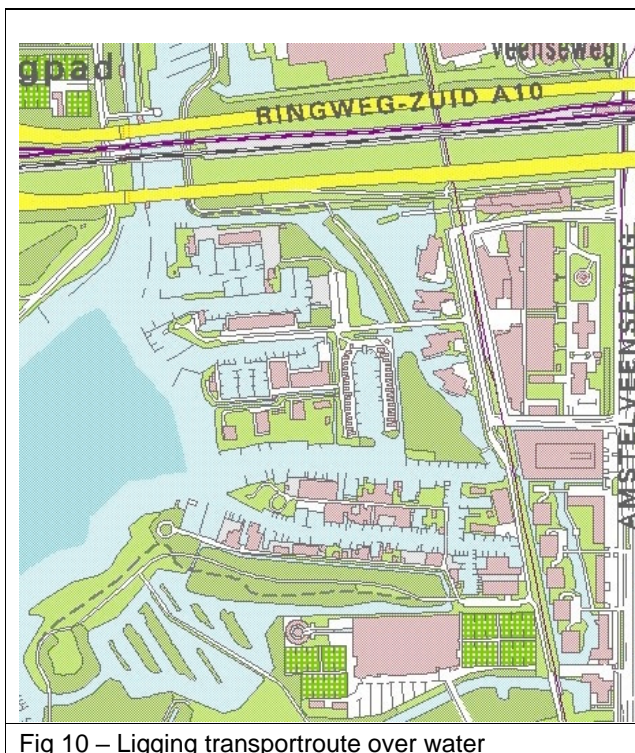 gpad
veenseweg
RINGWEG-ZUID A10
AMSTELVEENSEWEG
Fig 10 – Ligging transportroute over water